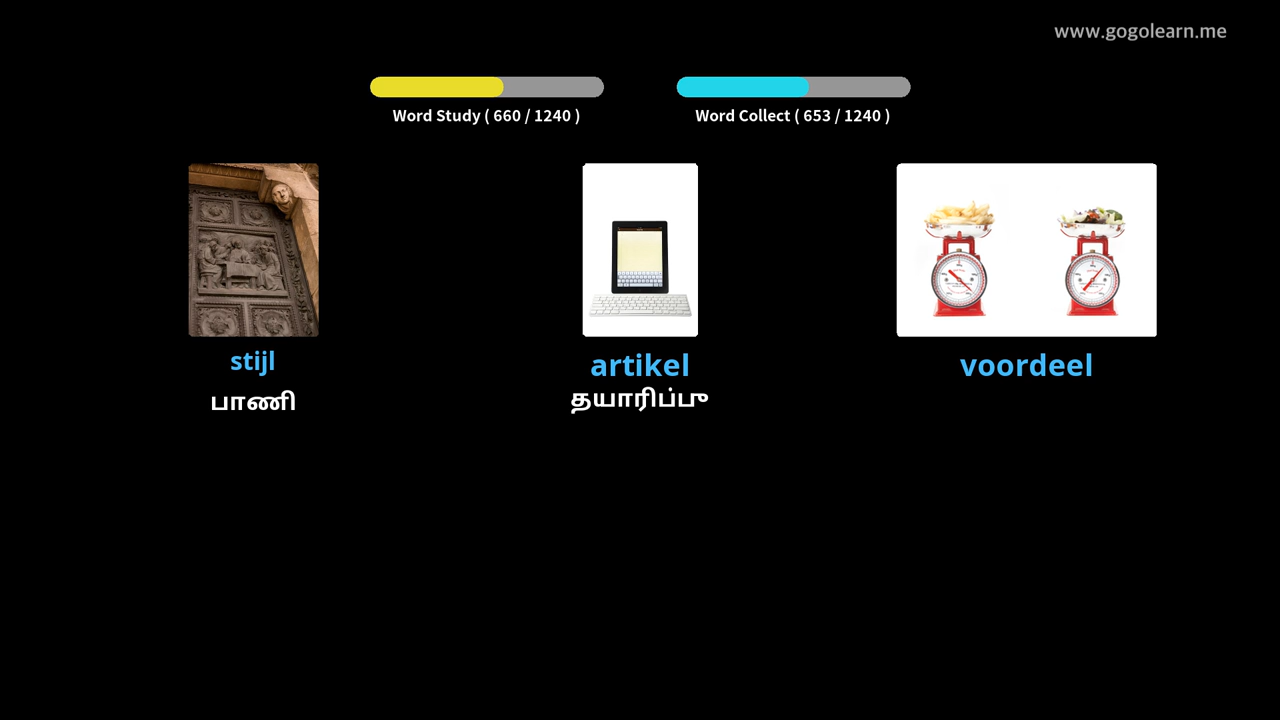 www.gogolearn.me
Word Study ( 660 / 1240 )
Word Collect ( 653 / 1240 )
stijl
artikel
voordeel
பாணி
தயாரிப்பு